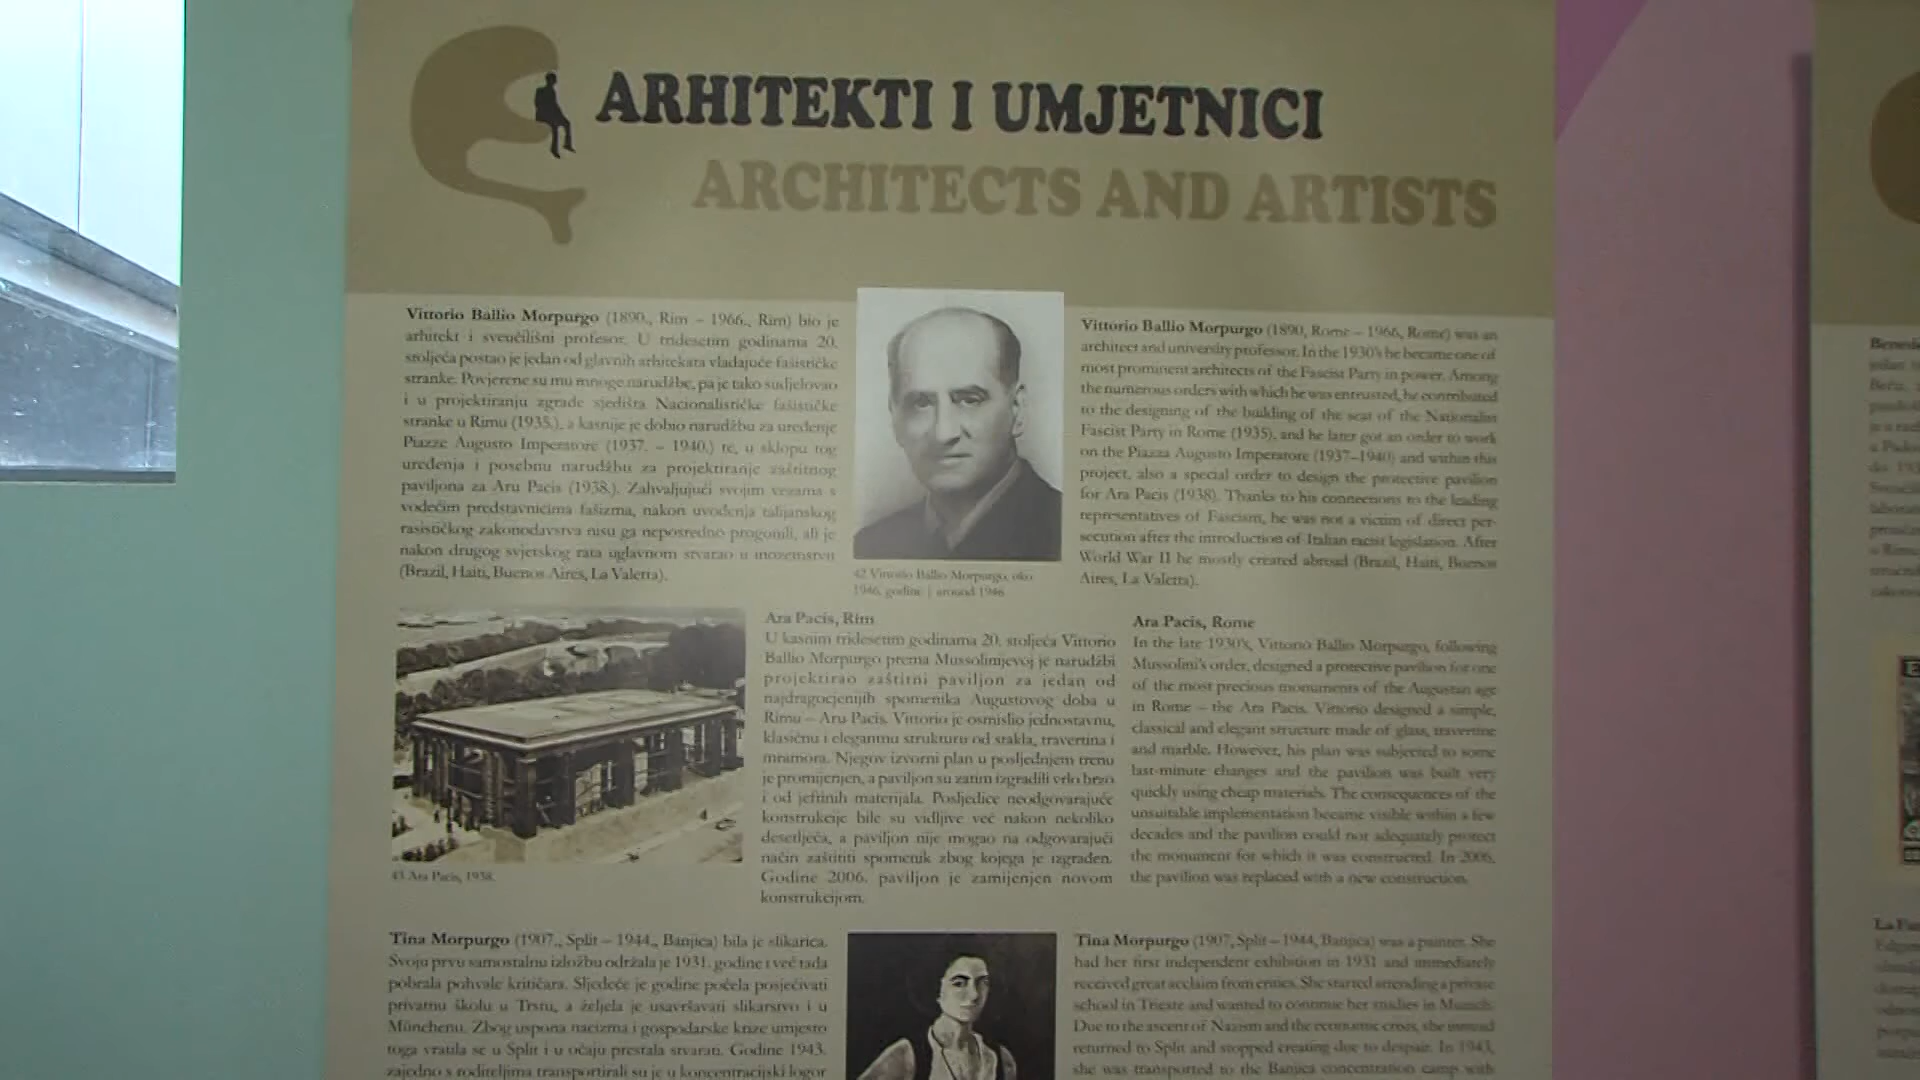 ARHITEKTI I UMJETNICI
ARCHITECTS AND ARTISTS
Vittorio Ballio Morpurgo (1890., Rim – 1966., Rim) bio je
arhitekt i sveučilišni profesor. U tridesetim godinama 20.
stoljeća postao je jedan od glavnih arhitekata vladajuće fašističke
stranke. Povjerene su mu mnoge narudžbe, pa je tako sudjelovao
i u projektiranju zgrade sjedišta Nacionalističke fašističke
stranke u Rimu (1935.), a kasnije je dobio narudžbu za uređenje
Piazze Augusto Imperatore (1937. – 1940.) te, u sklopu tog
uređenja i posebnu narudžbu za projektiranje zaštitnog
paviljona za Aru Pacis (1938.). Zahvaljujući svojim vezama s
vodećim predstavnicima fašizma, nakon uvođenja talijanskog
rasističkog zakonodavstva nisu ga neposredno progonili, ali je
nakon drugog svjetskog rata uglavnom stvarao u inozemstvu
(Brazil, Haiti, Buenos Aires, La Valetta).
42 Vittorio Ballio Morpurgo, oko
1946. godine | around 1946
Vittorio Ballio Morpurgo (1890, Rome – 1966, Rome) was an
architect and university professor. In the 1930's he became one of
most prominent architects of the Fascist Party in power. Among
the numerous orders with which he was entrusted, he contributed
to the designing of the building of the seat of the Nationalist
Fascist Party in Rome (1935), and he later got an order to work
on the Piazza Augusto Imperatore (1937–1940) and within this
project, also a special order to design the protective pavilion
for Ara Pacis (1938). Thanks to his connections to the leading
representatives of Fascism, he was not a victim of direct per-
secution after the introduction of Italian racist legislation. After
World War II he mostly created abroad (Brazil, Haiti, Buenos
Aires, La Valetta).
43 Ara Pacis, 1938.
Ara Pacis, Rim
U kasnim tridesetim godinama 20. stoljeća Vittorio
Ballio Morpurgo prema Mussolinijevoj je narudžbi
projektirao zaštitni paviljon za jedan od
najdragocjenijih spomenika Augustovog doba u
Rimu – Aru Pacis. Vittorio je osmislio jednostavnu,
klasičnu i elegantnu strukturu od stakla, travertina i
mramora. Njegov izvorni plan u posljednjem trenu
je promijenjen, a paviljon su zatim izgradili vrlo brzo
i od jeftinih materijala. Posljedice neodgovarajuće
konstrukcije bile su vidljive već nakon nekoliko
desetljeća, a paviljon nije mogao na odgovarajući
način zaštititi spomenik zbog kojega je izgrađen.
Godine 2006. paviljon je zamijenjen novom
konstrukcijom.
Ara Pacis, Rome
In the late 1930's, Vittorio Ballio Morpurgo, following
Mussolini's order, designed a protective pavilion for one
of the most precious monuments of the Augustan age
in Rome – the Ara Pacis. Vittorio designed a simple,
classical and elegant structure made of glass, travertine
and marble. However, his plan was subjected to some
last-minute changes and the pavilion was built very
quickly using cheap materials. The consequences of the
unsuitable implementation became visible within a few
decades and the pavilion could not adequately protect
the monument for which it was constructed. In 2006,
the pavilion was replaced with a new construction.
Tina Morpurgo (1907., Split – 1944., Banjica) bila je slikarica.
Svoju prvu samostalnu izložbu održala je 1931. godine i već tada
pobrala pohvale kritičara. Sljedeće je godine počela posjećivati
privatnu školu u Trstu, a željela je usavršavati slikarstvo i u
Münchenu. Zbog uspona nacizma i gospodarske krize umjesto
toga vratila se u Split i u očaju prestala stvarati. Godine 1943.
zajedno s roditeljima transportirali su je u koncentracijski logor
Tina Morpurgo (1907, Split – 1944, Banjica) was a painter. She
had her first independent exhibition in 1931 and immediately
received great acclaim from critics. She started attending a private
school in Trieste and wanted to continue her studies in Munich.
Due to the ascent of Nazism and the economic crisis, she instead
returned to Split and stopped creating due to despair. In 1943,
she was transported to the Banjica concentration camp with